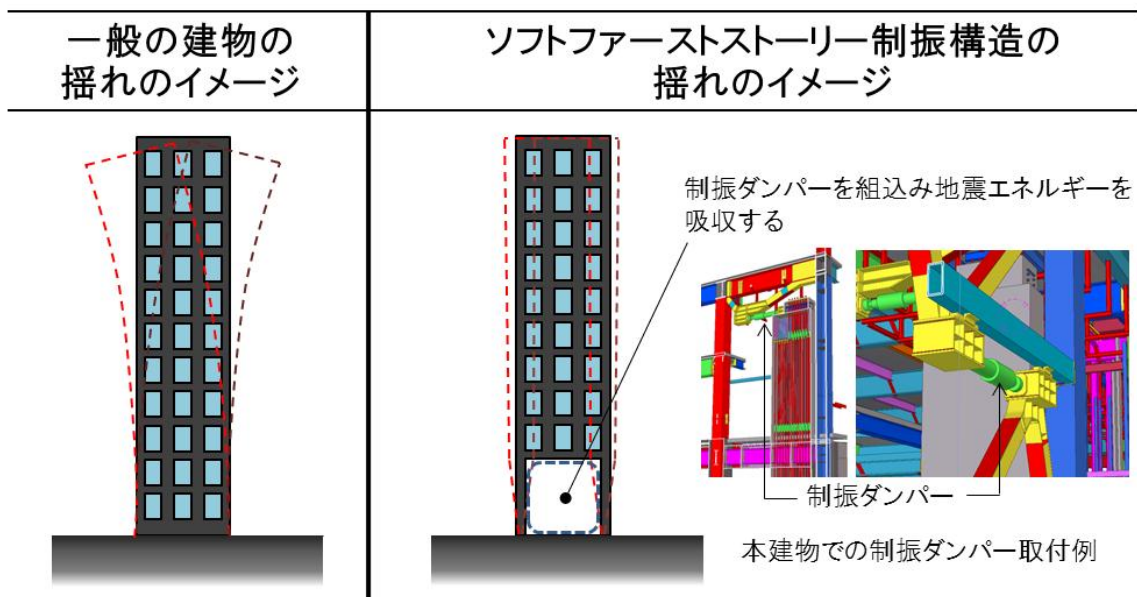 一般の建物の
揺れのイメージ
ソフトファーストストーリー制振構造の
揺れのイメージ
制振ダンパーを組込み地震エネルギーを
吸収する
制振ダンパー
本建物での制振ダンパー取付例